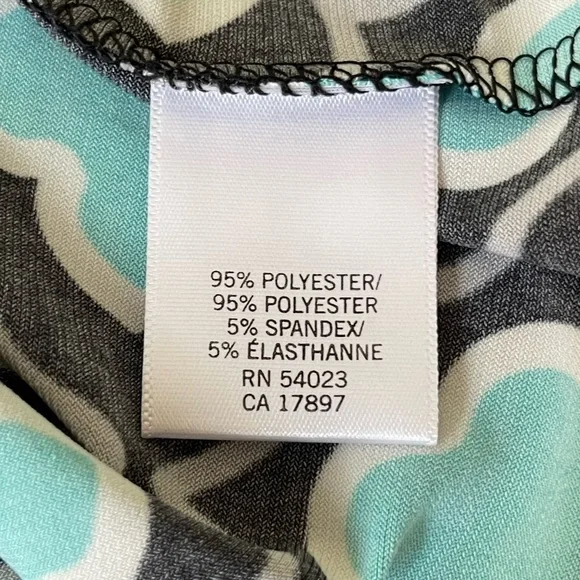 95% POLYESTER/
95% POLYESTER
5% SPANDEX/
5% ÉLASTHANNE
RN 54023
CA 17897